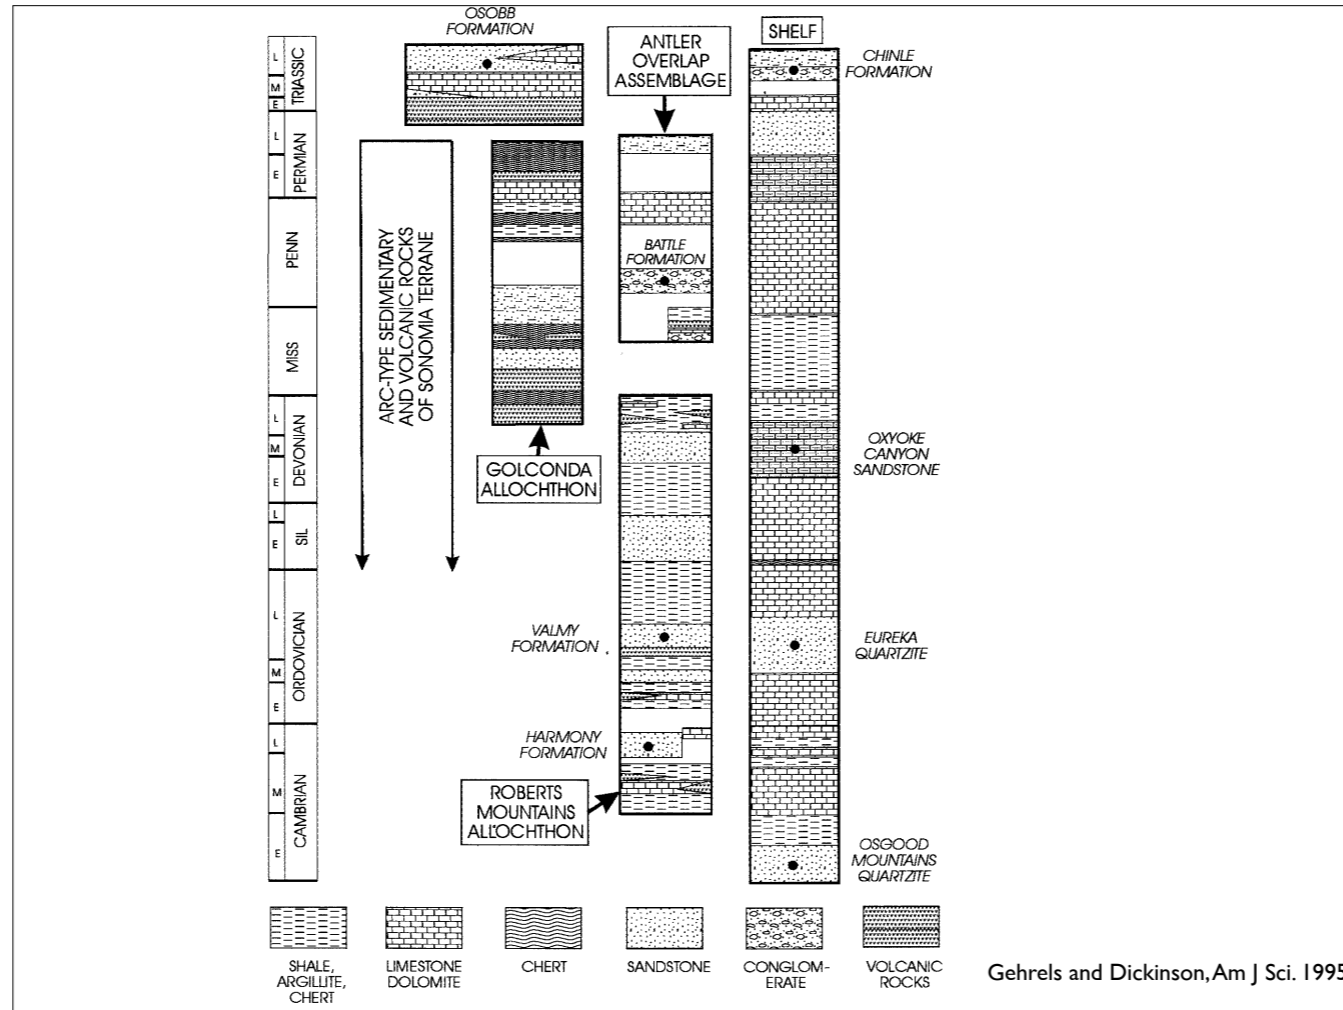 OSOBB
FORMATION
ANTLER
OVERLAP
ASSEMBLAGE
SHELF
CHINLE
FORMATION
TRIASSIC
L
M
E
PERMIAN
L
E
PENN
MISS
DEVONIAN
L
M
E
SIL
L
E
ORDOVICIAN
L
M
E
CAMBRIAN
L
M
E
ARC-TYPE SEDIMENTARY
AND VOLCANIC ROCKS
OF SONOMIA TERRANE
BATTLE
FORMATION
GOLCONDA
ALLOCHTHON
OXYOKE
CANYON
SANDSTONE
VALMY
FORMATION
EUREKA
QUARTZITE
HARMONY
FORMATION
ROBERTS
MOUNTAINS
ALLOCHTHON
OSGOOD
MOUNTAINS
QUARTZITE
SHALE,
ARGILLITE,
CHERT
LIMESTONE
DOLOMITE
CHERT
SANDSTONE
CONGLOM-
ERATE
VOLCANIC
ROCKS
Gehrels and Dickinson, Am J Sci. 1995